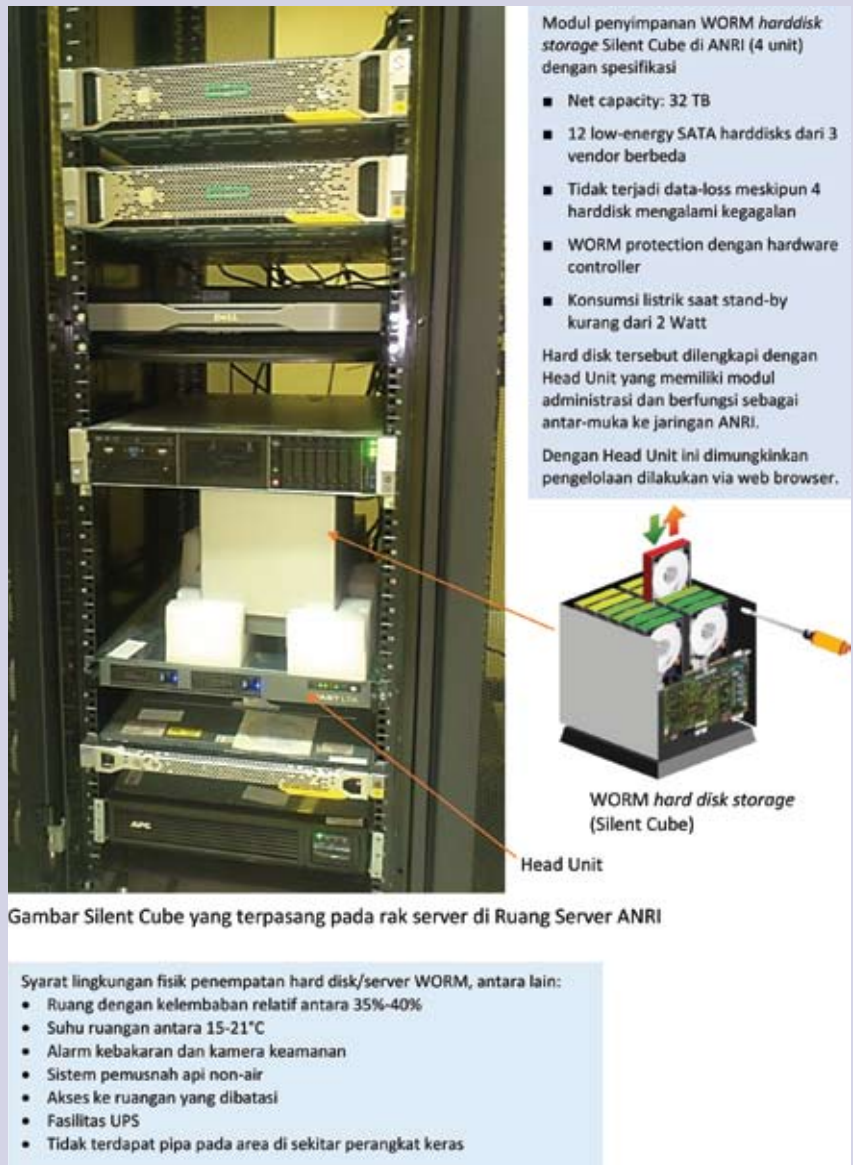 Modul penyimpanan WORM harddisk
storage Silent Cube di ANRI (4 unit)
dengan spesifikasi
■ Net capacity: 32 TB
■ 12 low-energy SATA harddisks dari 3
vendor berbeda
■ Tidak terjadi data-loss meskipun 4
harddisk mengalami kegagalan
■ WORM protection dengan hardware
controller
■ Konsumsi listrik saat stand-by
kurang dari 2 Watt
Hard disk tersebut dilengkapi dengan
Head Unit yang memiliki modul
administrasi dan berfungsi sebagai
antar-muka ke jaringan ANRI.
Dengan Head Unit ini dimungkinkan
pengelolaan dilakukan via web browser.
DELL
APC
WORM hard disk storage
(Silent Cube)
Head Unit
Gambar Silent Cube yang terpasang pada rak server di Ruang Server ANRI
Syarat lingkungan fisik penempatan hard disk/server WORM, antara lain:
• Ruang dengan kelembaban relatif antara 35%-40%
• Suhu ruangan antara 15-21°C
• Alarm kebakaran dan kamera keamanan
• Sistem pemusnah api non-air
• Akses ke ruangan yang dibatasi
• Fasilitas UPS
• Tidak terdapat pipa pada area di sekitar perangkat keras